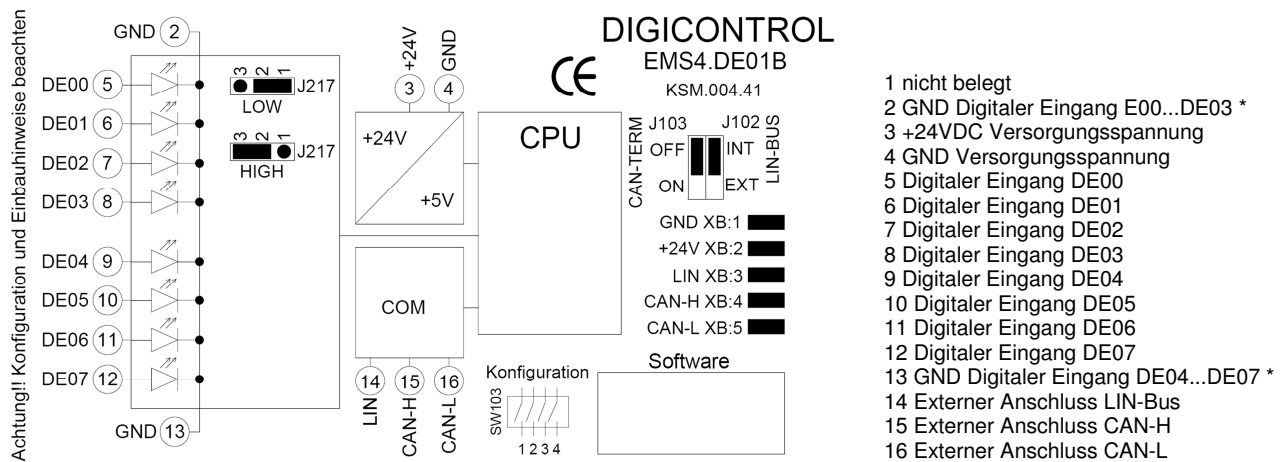 Achtung!! Konfiguration und Einbauhinweise beachten
GND 2
DE00 5
DE01 6
DE02 7
DE03 8
DE04 9
DE05 10
DE06 11
DE07 12
GND 13
3 2 1 J217
LOW
3 2 1 J217
HIGH
+24V GND
3 4
+24V
+5V
COM
14 15 16
LIN CAN-H CAN-L
CPU
DIGICONTROL
EMS4.DE01B
CE
KSM.004.41
CAN-TERM
J103 J102
OFF INT
ON EXT
LIN-BUS
GND XB:1
+24V XB:2
LIN XB:3
CAN-H XB:4
CAN-L XB:5
Konfiguration
SW103
1 2 3 4
Software
1 nicht belegt
2 GND Digitaler Eingang E00...DE03 *
3 +24VDC Versorgungsspannung
4 GND Versorgungsspannung
5 Digitaler Eingang DE00
6 Digitaler Eingang DE01
7 Digitaler Eingang DE02
8 Digitaler Eingang DE03
9 Digitaler Eingang DE04
10 Digitaler Eingang DE05
11 Digitaler Eingang DE06
12 Digitaler Eingang DE07
13 GND Digitaler Eingang DE04...DE07 *
14 Externer Anschluss LIN-Bus
15 Externer Anschluss CAN-H
16 Externer Anschluss CAN-L